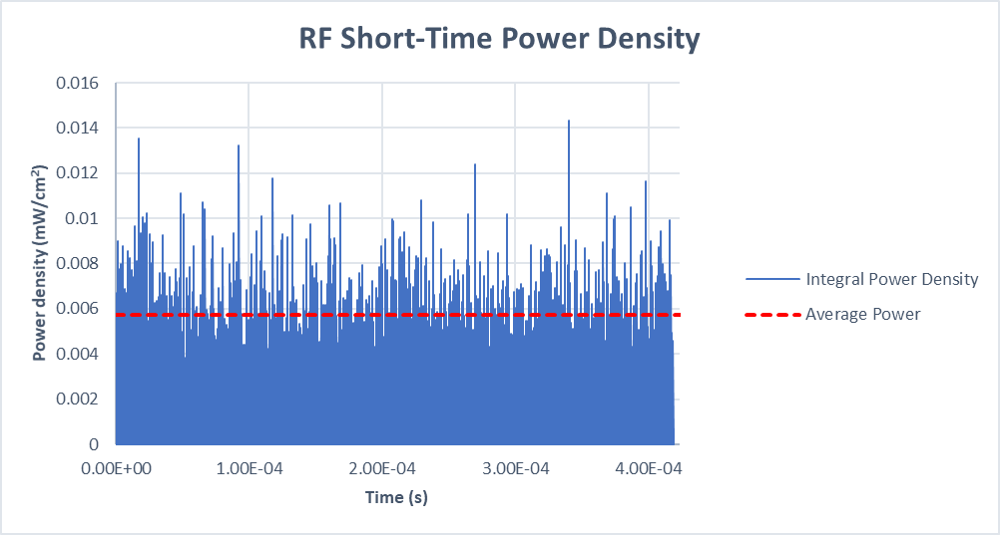 RF Short-Time Power Density
0.016
0.014
0.012
0.01
0.008
0.006
0.004
0.002
0
Power density (mW/cm²)
0.00E+00 1.00E-04 2.00E-04 3.00E-04 4.00E-04
Time (s)
Integral Power Density
Average Power